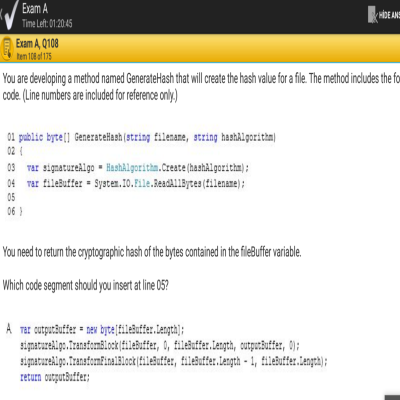 Exam A
Time Left: 01:20:45
HIDE ANS
Exam A, Q108
Item 108 of 175
You are developing a method named GenerateHash that will create the hash value for a file. The method includes the fo
code. (Line numbers are included for reference only.)
01 public byte[] GenerateHash(string filename, string hashAlgorithm)
02 {
03 var signatureAlgo = HashAlgorithm.Create(hashAlgorithm);
04 var fileBuffer = System.IO.File.ReadAllBytes(filename);
05
06 }
You need to return the cryptographic hash of the bytes contained in the fileBuffer variable.
Which code segment should you insert at line 05?
A. var outputBuffer = new byte[fileBuffer.Length];
signatureAlgo.TransformBlock(fileBuffer, 0, fileBuffer.Length, outputBuffer, 0);
signatureAlgo.TransformFinalBlock(fileBuffer, fileBuffer.Length - 1, fileBuffer.Length);
return outputBuffer;